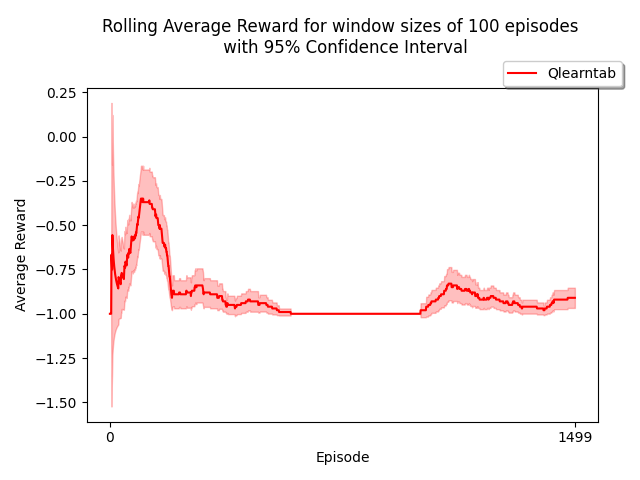 Rolling Average Reward for window sizes of 100 episodes
with 95% Confidence Interval
Qlearntab
0.25
0.00
−0.25
−0.50
−0.75
−1.00
−1.25
−1.50
Average Reward
0
1499
Episode